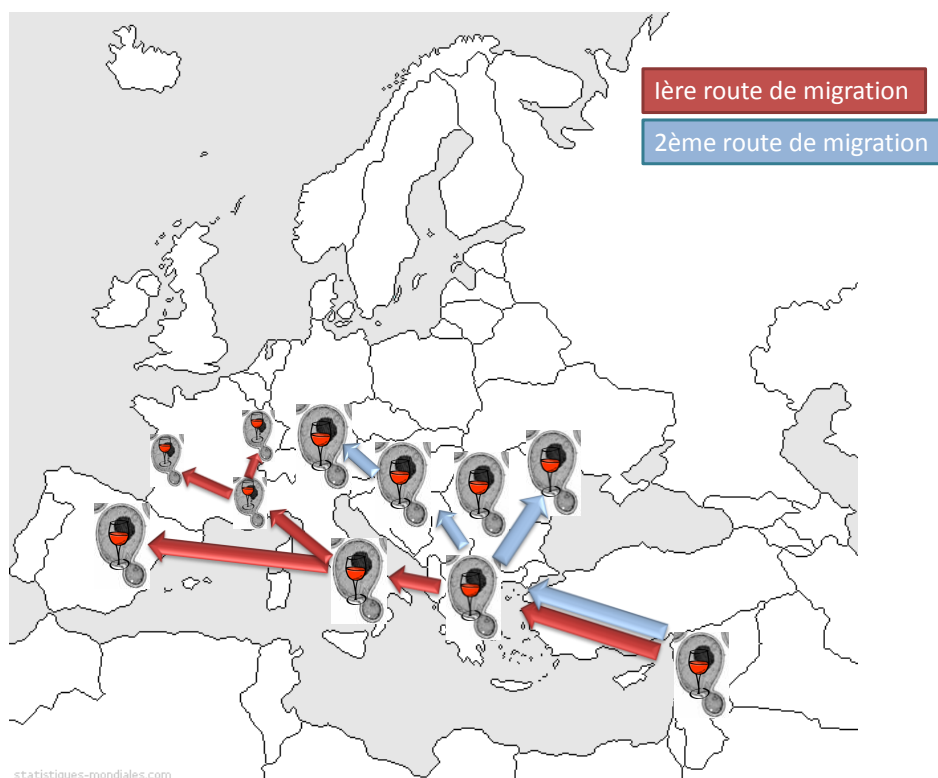 Ière route de migration
2ème route de migration
statistiques-mondiales.com